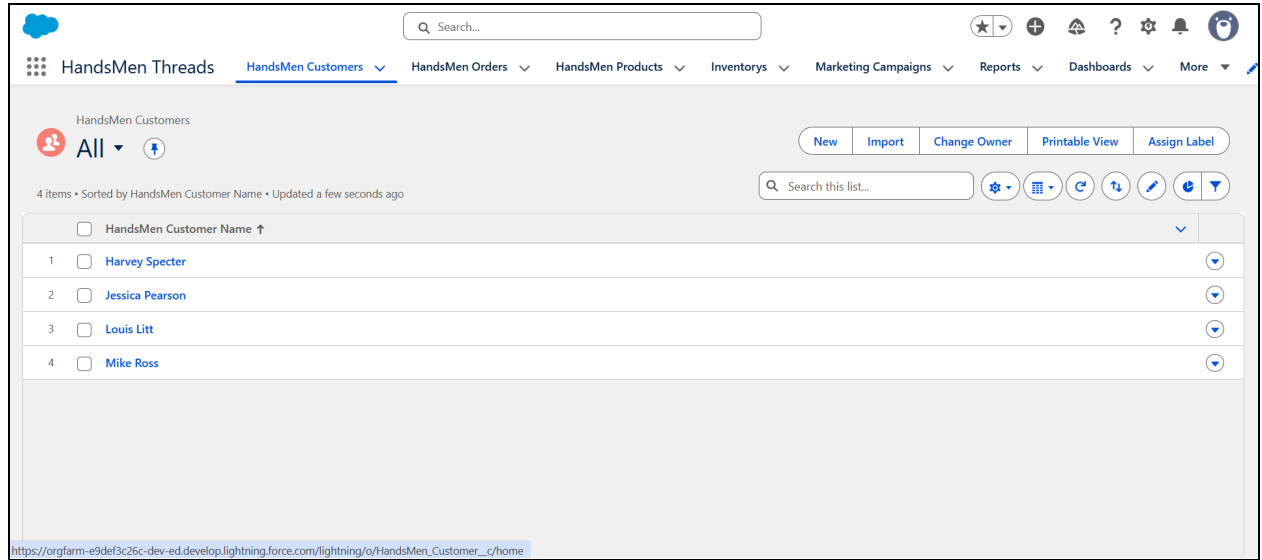 Search...
HandsMen Threads HandsMen Customers HandsMen Orders HandsMen Products Inventorys Marketing Campaigns Reports Dashboards More
HandsMen Customers
All
New Import Change Owner Printable View Assign Label
4 items • Sorted by HandsMen Customer Name • Updated a few seconds ago
Search this list...
HandsMen Customer Name ↑
1 Harvey Specter
2 Jessica Pearson
3 Louis Litt
4 Mike Ross
https://orgfarm-e9def3c26c-dev-ed.develop.lightning.force.com/lightning/o/HandsMen_Customer__c/home